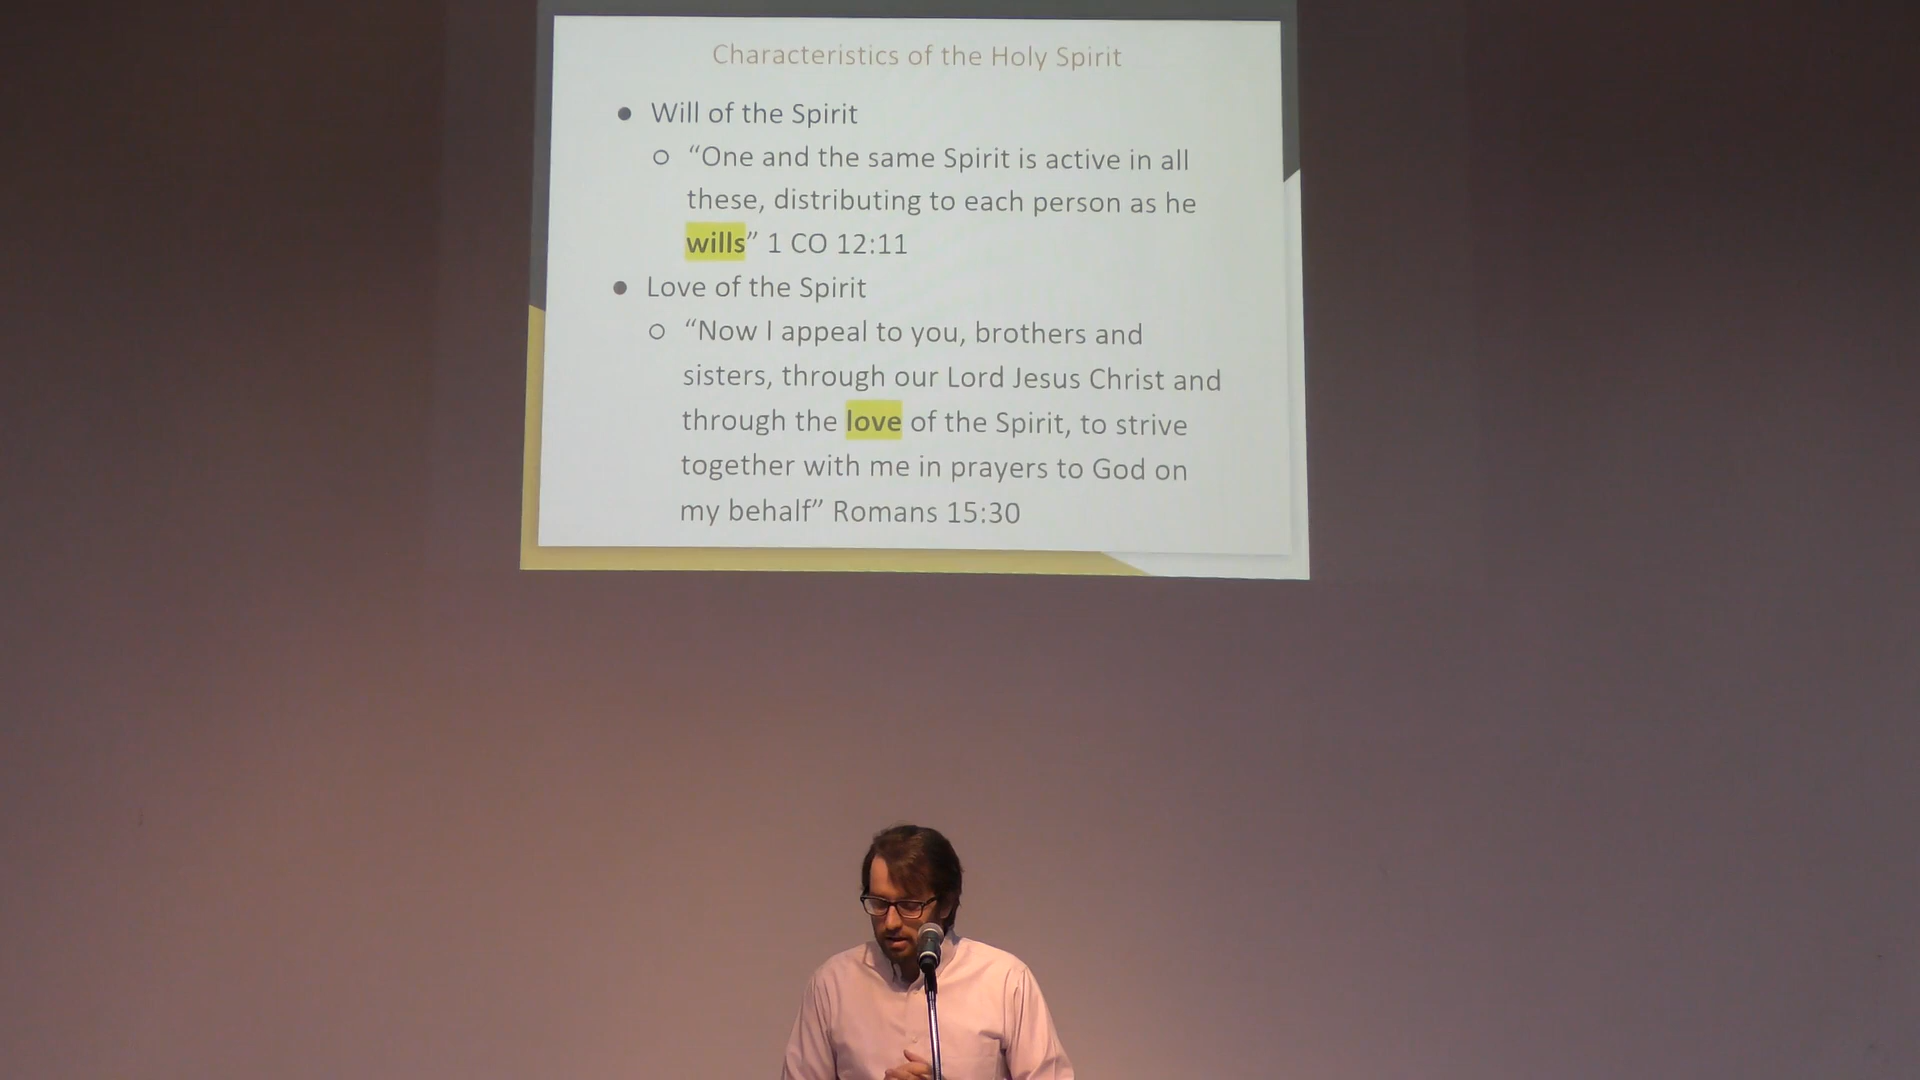 Characteristics of the Holy Spirit
● Will of the Spirit
○ “One and the same Spirit is active in all
these, distributing to each person as he
wills” 1 CO 12:11
● Love of the Spirit
○ “Now I appeal to you, brothers and
sisters, through our Lord Jesus Christ and
through the love of the Spirit, to strive
together with me in prayers to God on
my behalf” Romans 15:30